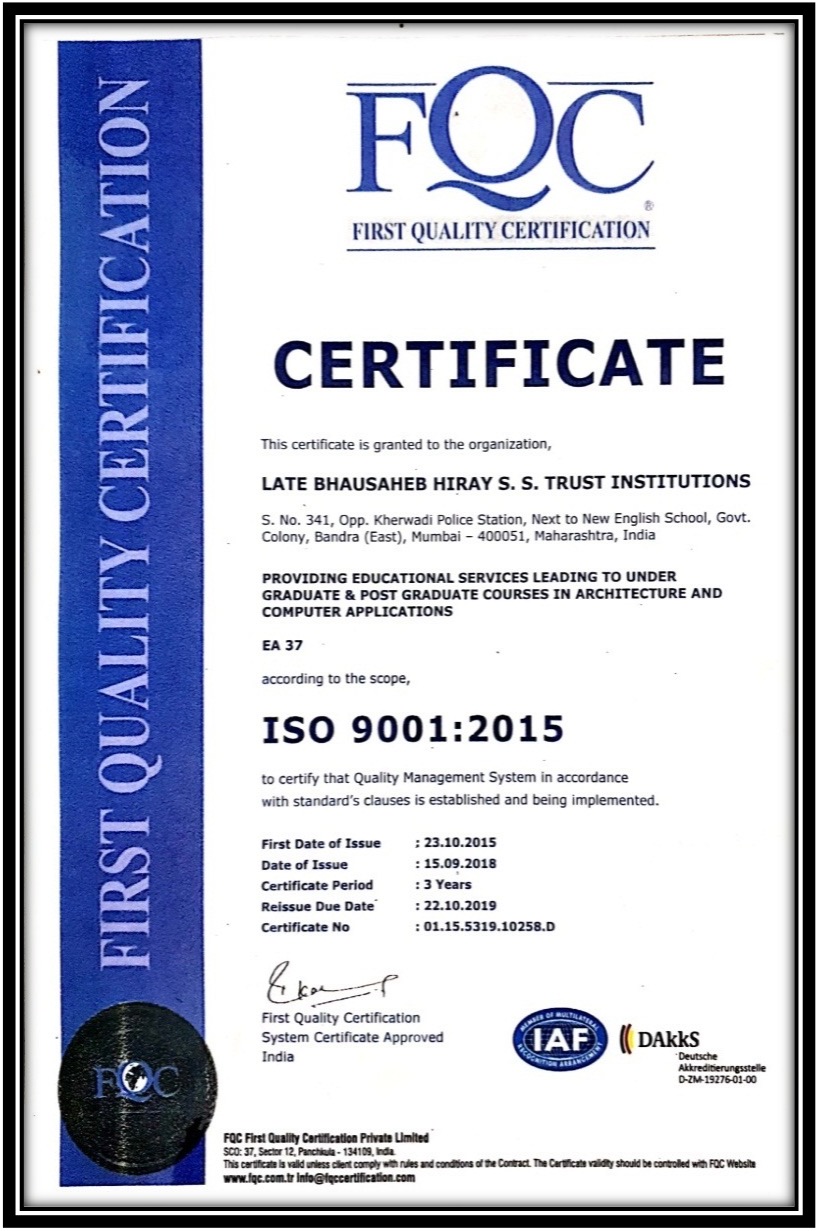 FIRST QUALITY CERTIFICATION
FQC
®
FIRST QUALITY CERTIFICATION
CERTIFICATE
This certificate is granted to the organization,
LATE BHAUSAHEB HIRAY S. S. TRUST INSTITUTIONS
S. No. 341, Opp. Kherwadi Police Station, Next to New English School, Govt.
Colony, Bandra (East), Mumbai – 400051, Maharashtra, India
PROVIDING EDUCATIONAL SERVICES LEADING TO UNDER
GRADUATE & POST GRADUATE COURSES IN ARCHITECTURE AND
COMPUTER APPLICATIONS
EA 37
according to the scope,
ISO 9001:2015
to certify that Quality Management System in accordance
with standard's clauses is established and being implemented.
First Date of Issue : 23.10.2015
Date of Issue : 15.09.2018
Certificate Period : 3 Years
Reissue Due Date : 22.10.2019
Certificate No : 01.15.5319.10258.D
First Quality Certification
System Certificate Approved
India
MEMBER OF MULTILATERAL
IAF
RECOGNITION ARRANGEMENT
DAkkS
Deutsche
Akkreditierungsstelle
D-ZM-19276-01-00
FQC
FQC First Quality Certification Private Limited
SCO: 37, Sector 12, Panchkula - 134109, India.
This certificate is valid unless client comply with rules and conditions of the Contract. The Certificate validity should be controlled with FQC Website
www.fqc.com.tr info@fqccertification.com